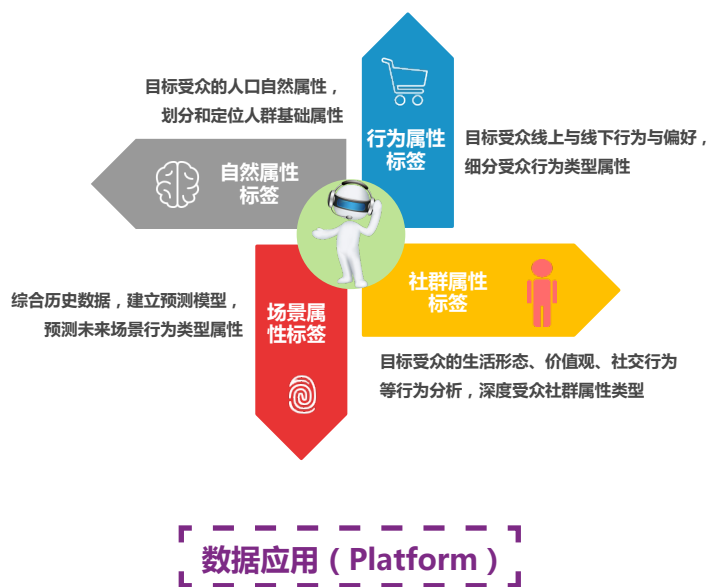 目标受众的人口自然属性，
划分和定位人群基础属性
行为属性
标签
目标受众线上与线下行为与偏好，
细分受众行为类型属性
自然属性
标签
综合历史数据，建立预测模型，
预测未来场景行为类型属性
场景属
性标签
社群属性
标签
目标受众的生活形态、价值观、社交行为
等行为分析，深度受众社群属性类型
数据应用（Platform）